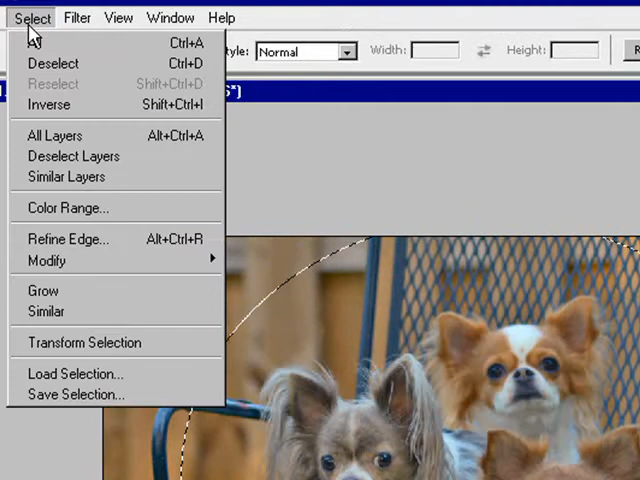 Select Filter View Window Help
Style: Normal Width: Height:
All Ctrl+A
Deselect Ctrl+D
Reselect Shift+Ctrl+D
Inverse Shift+Ctrl+I
All Layers Alt+Ctrl+A
Deselect Layers
Similar Layers
Color Range...
Refine Edge... Alt+Ctrl+R
Modify
Grow
Similar
Transform Selection
Load Selection...
Save Selection...